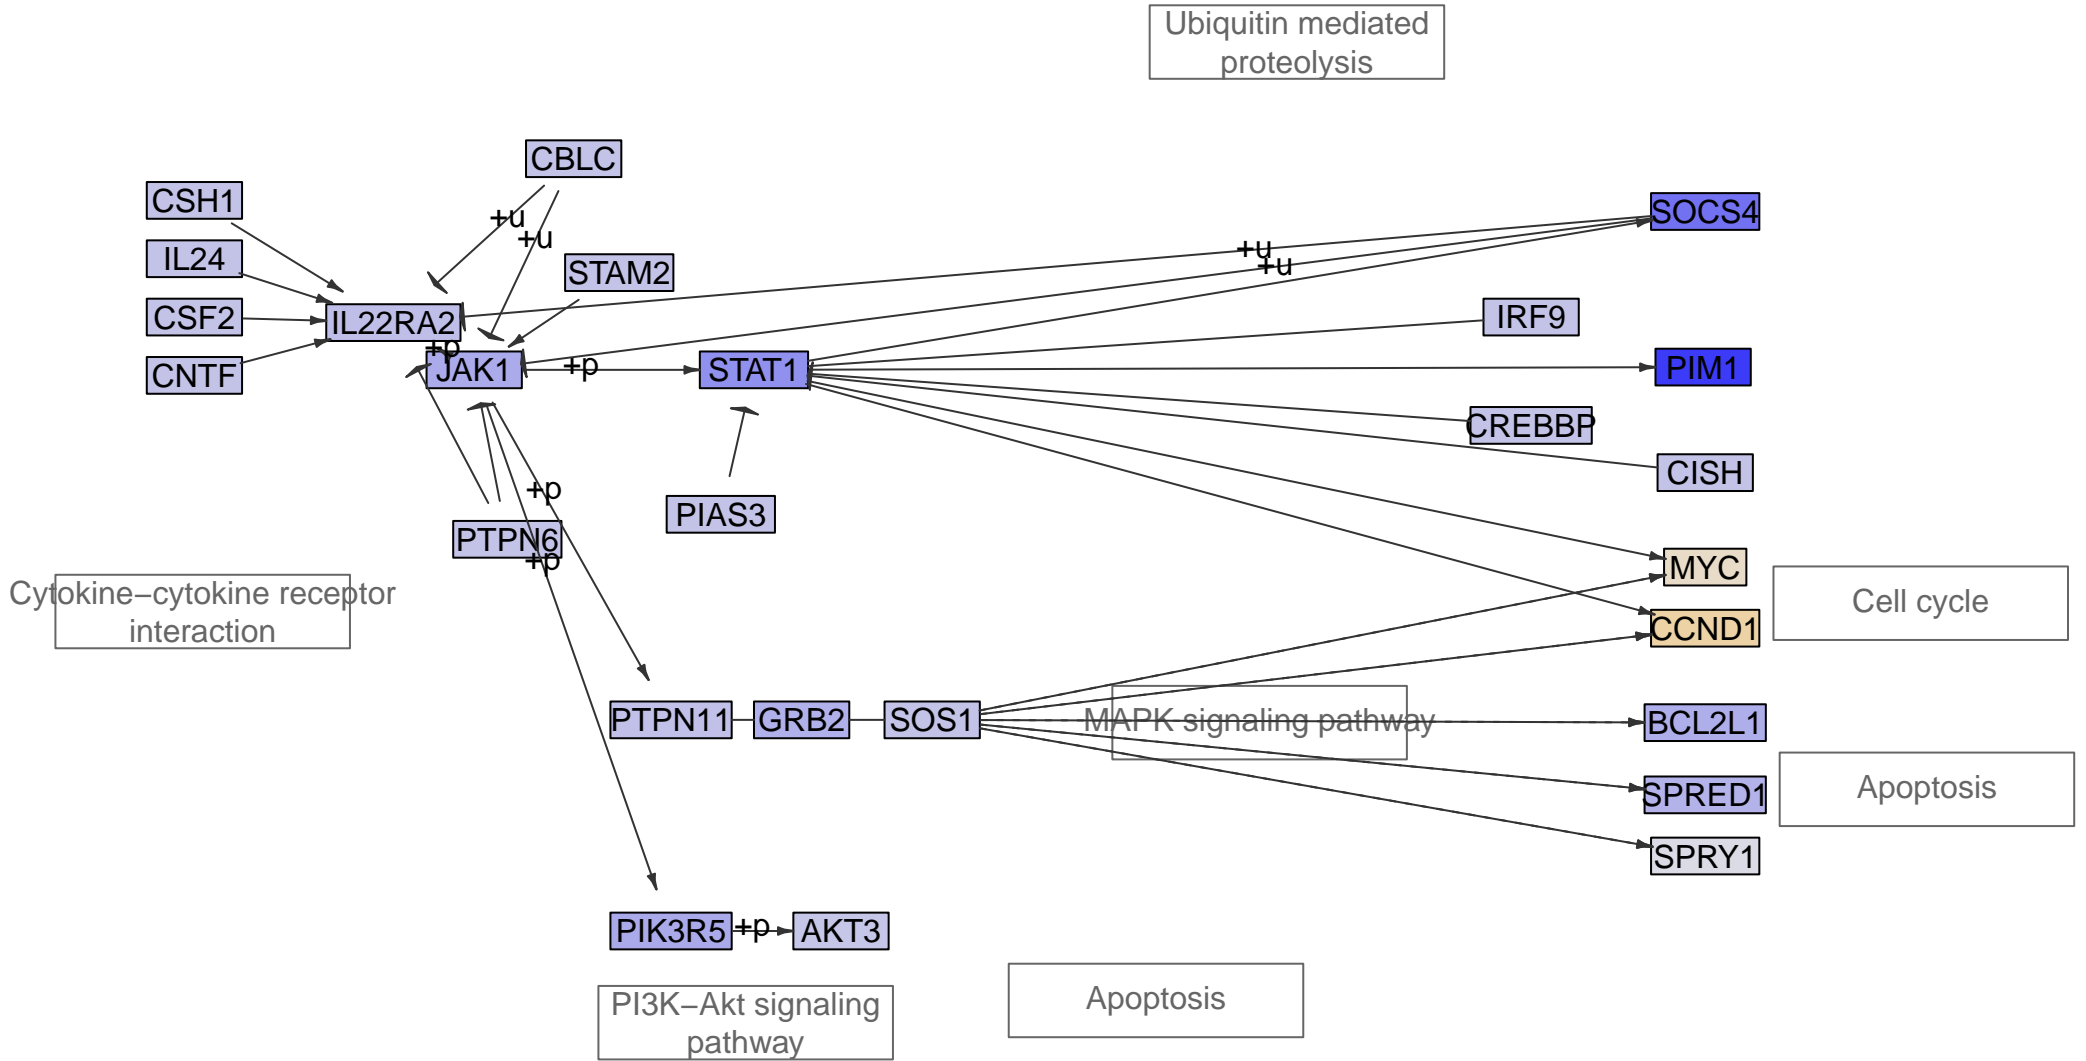 Ubiquitin mediated
proteolysis
CBLC
CSH1
SOCS4
+u
+u
+u
IL24
+u
STAM2
CSF2
IL22RA2
IRF9
+p
CNTF
JAK1
+p
STAT1
PIM1
CREBBP
CISH
+p
PIAS3
PTPN6
+p
MYC
Cytokine−cytokine receptor
interaction
Cell cycle
CCND1
PTPN11
GRB2
SOS1
MAPK signaling pathway
BCL2L1
SPRED1
Apoptosis
SPRY1
PIK3R5
+p
AKT3
PI3K−Akt signaling
pathway
Apoptosis